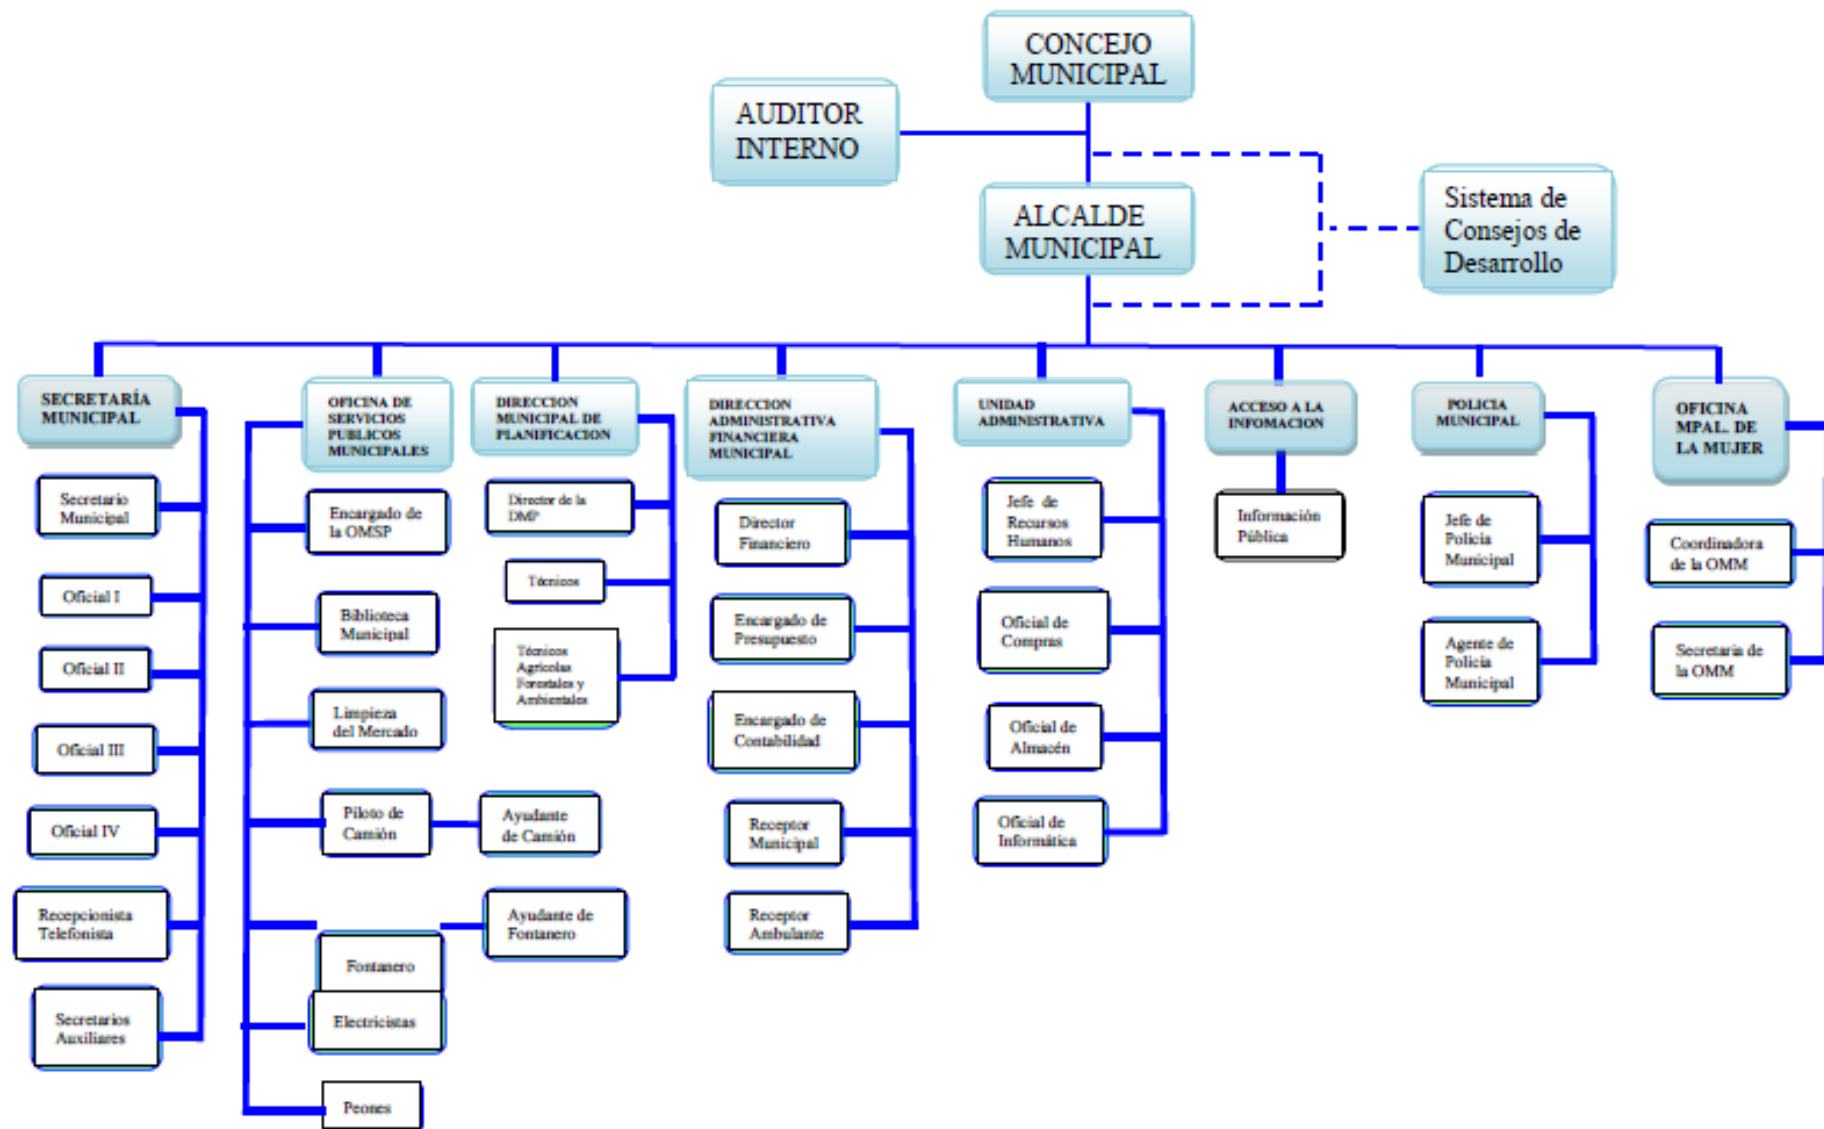 CONCEJO
MUNICIPAL
AUDITOR
INTERNO
ALCALDE
MUNICIPAL
Sistema de
Consejos de
Desarrollo
SECRETARÍA
MUNICIPAL
Secretario
Municipal
Oficial I
Oficial II
Oficial III
Oficial IV
Recepcionista
Telefonista
Secretarios
Auxiliares
OFICINA DE
SERVICIOS
PUBLICOS
MUNICIPALES
Encargado de
la OMSP
Biblioteca
Municipal
Limpieza
del Mercado
Piloto de
Camión
Ayudante
de Camión
Ayudante de
Fontanero
Fontanero
Electricistas
Peones
DIRECCION
MUNICIPAL DE
PLANIFICACION
Director de la
DMP
Técnicos
Técnicos
Agrícolas
Forestales y
Ambientales
DIRECCION
ADMINISTRATIVA
FINANCIERA
MUNICIPAL
Director
Financiero
Encargado de
Presupuesto
Encargado de
Contabilidad
Receptor
Municipal
Receptor
Ambulante
UNIDAD
ADMINISTRATIVA
Jefe de
Recursos
Humanos
Oficial de
Compras
Oficial de
Almacén
Oficial de
Informática
ACCESO A LA
INFOMACION
Información
Pública
POLICIA
MUNICIPAL
Jefe de
Policía
Municipal
Agente de
Policía
Municipal
OFICINA
MPAL. DE
LA MUJER
Coordinadora
de la OMM
Secretaria de
la OMM